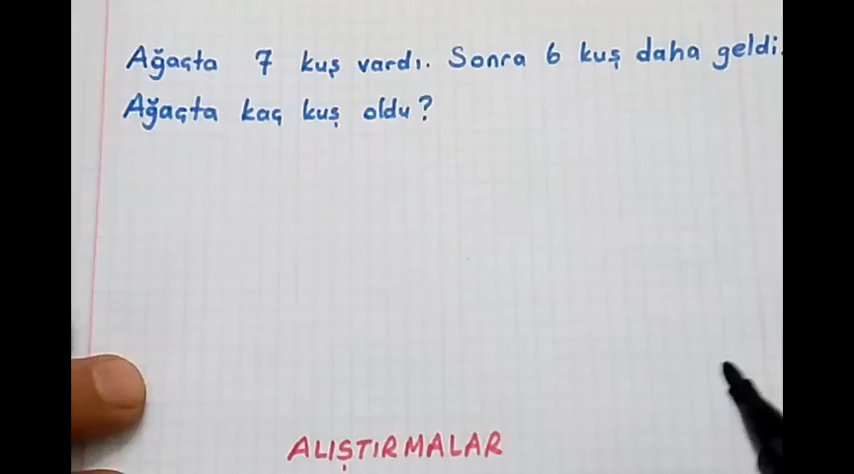 Ağaçta 7 kuş vardı. Sonra 6 kuş daha geldi.
Ağaçta kaç kuş oldu?
ALIŞTIRMALAR